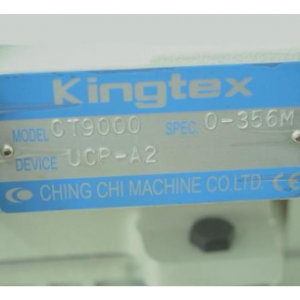 Kingtex
MODEL CT9000 SPEC. 0-356M
DEVICE UCP-A2
CHING CHI MACHINE CO.LTD. CE